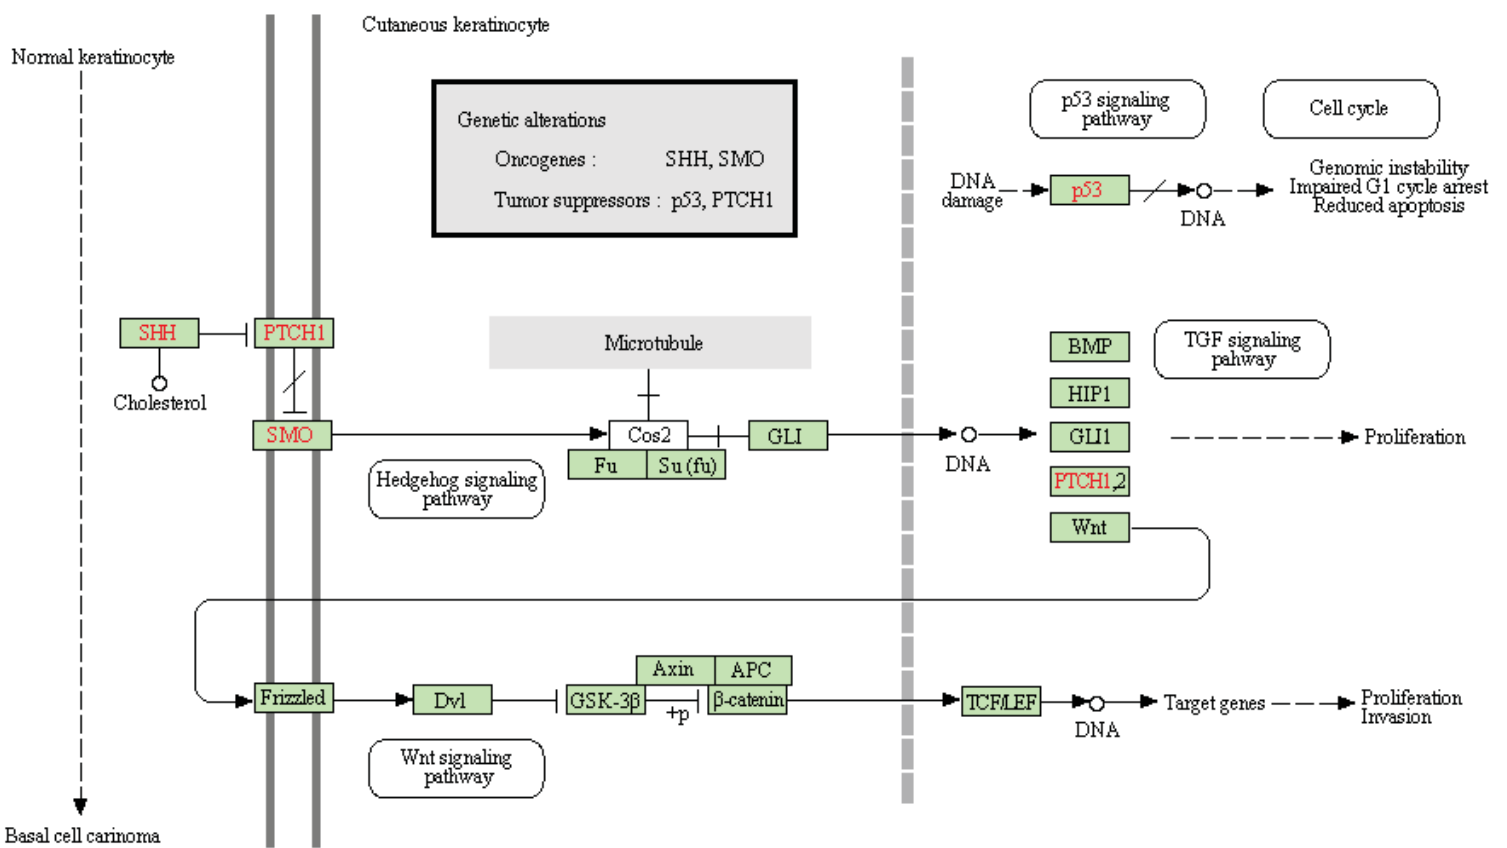 Cutaneous keratinocyte
Normal keratinocyte
Genetic alterations
Oncogenes : SHH, SMO
Tumor suppressors : p53, PTCH1
p53 signaling
pathway
Cell cycle
DNA
damage
p53
DNA
Genomic instability
Impaired G1 cycle arrest
Reduced apoptosis
SHH
PTCH1
Cholesterol
SMO
Microtubule
Cos2
Fu
Su (fu)
GLI
Hedgehog signaling
pathway
DNA
BMP
HIP1
GLI1
PTCH1,2
Wnt
TGF signaling
pahway
Proliferation
Frizzled
Dvl
GSK-3β
+p
Axin
APC
β-catenin
TCF/LEF
DNA
Target genes
Proliferation
Invasion
Wnt signaling
pathway
Basal cell carinoma